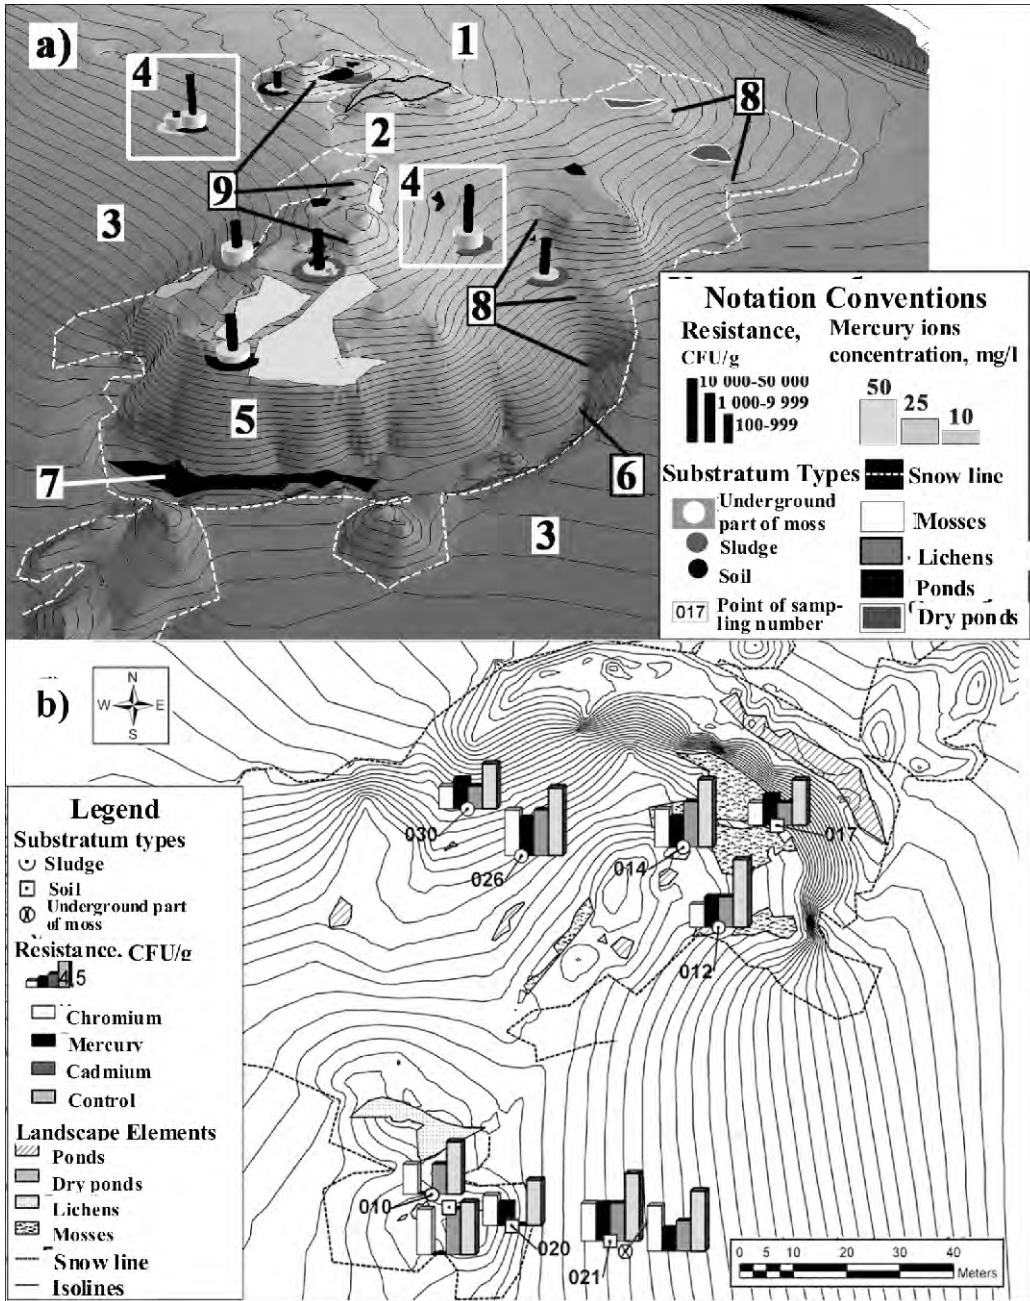 a)
1
4
8
2
9
4
3
8
5
7
6
3
Notation Conventions
Resistance,
CFU/g
10 000-50 000
1 000-9 999
100-999
Mercury ions
concentration, mg/l
50
25
10
Substratum Types
Underground
part of moss
Sludge
Soil
017 Point of samp-
ling number
Snow line
Mosses
Lichens
Ponds
Dry ponds
b)
N
W E
S
Legend
Substratum types
Sludge
Soil
Underground part
of moss
Resistance, CFU/g
4 5
Chromium
Mercury
Cadmium
Control
Landscape Elements
Ponds
Dry ponds
Lichens
Mosses
Snow line
Isolines
030
026
014
017
012
010
020
021
0 5 10 20 30 40
Meters